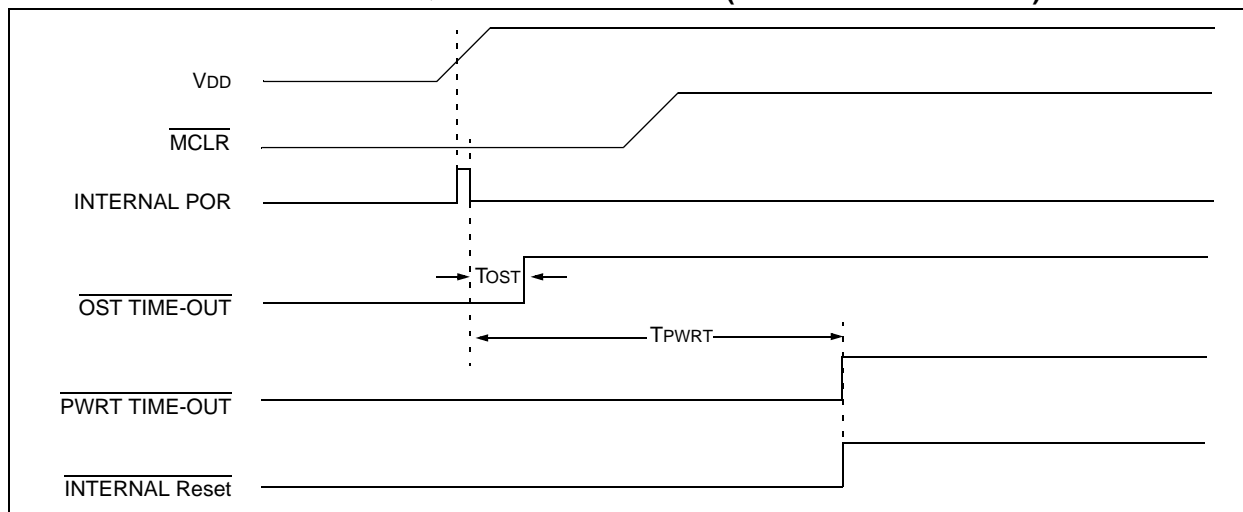 VDD
MCLR
INTERNAL POR
TOST
OST TIME-OUT
TPWRT
PWRT TIME-OUT
INTERNAL Reset